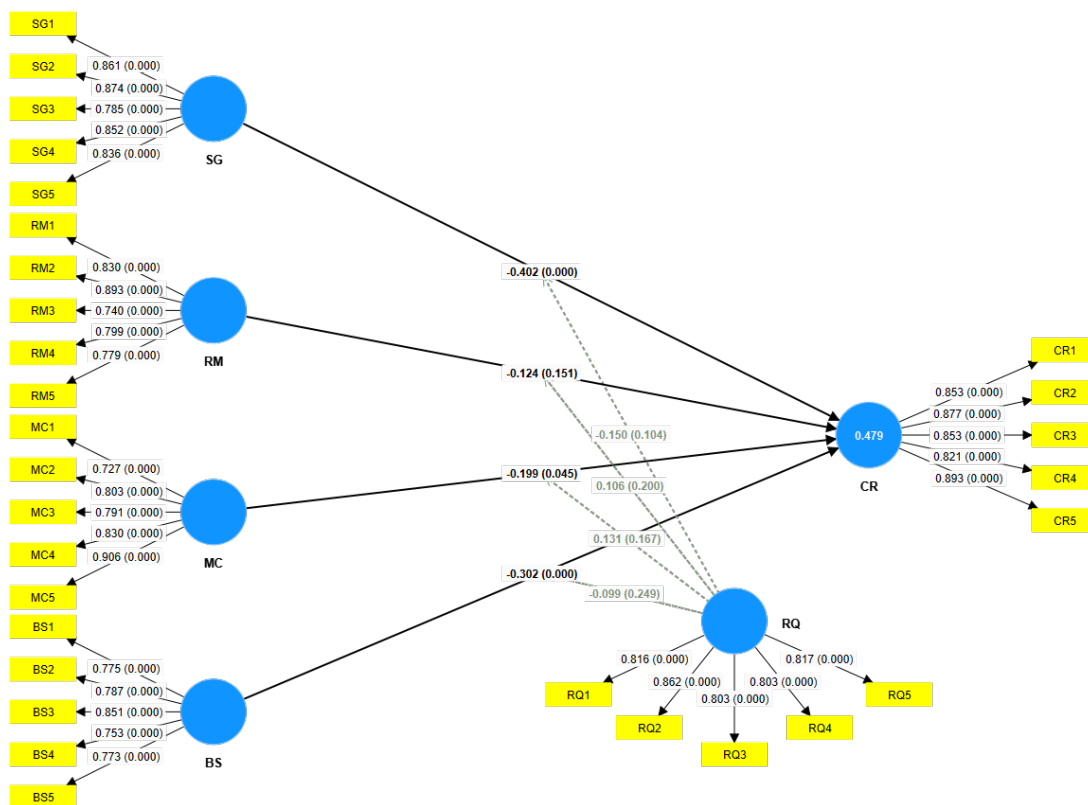 SG1
SG2
SG3
SG4
SG5
0.861 (0.000)
0.874 (0.000)
0.785 (0.000)
0.852 (0.000)
0.836 (0.000)
SG
RM1
RM2
RM3
RM4
RM5
0.830 (0.000)
0.893 (0.000)
0.740 (0.000)
0.799 (0.000)
0.779 (0.000)
RM
MC1
MC2
MC3
MC4
MC5
0.727 (0.000)
0.803 (0.000)
0.791 (0.000)
0.830 (0.000)
0.906 (0.000)
MC
BS1
BS2
BS3
BS4
BS5
0.775 (0.000)
0.787 (0.000)
0.851 (0.000)
0.753 (0.000)
0.773 (0.000)
BS
-0.402 (0.000)
-0.124 (0.151)
-0.199 (0.045)
-0.302 (0.000)
-0.150 (0.104)
0.106 (0.200)
0.131 (0.167)
-0.099 (0.249)
0.479
CR
0.853 (0.000)
0.877 (0.000)
0.853 (0.000)
0.821 (0.000)
0.893 (0.000)
CR1
CR2
CR3
CR4
CR5
RQ
0.816 (0.000)
0.862 (0.000)
0.803 (0.000)
0.803 (0.000)
0.817 (0.000)
RQ1
RQ2
RQ3
RQ4
RQ5